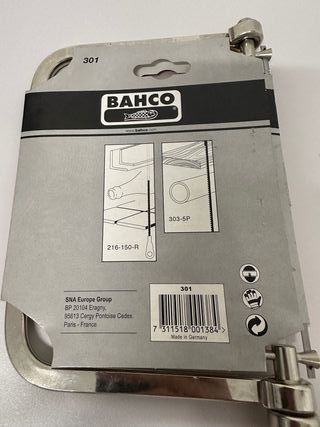 301
BAHCO
www.bahco.com
216-150-R
303-5P
SNA Europe Group
BP 20104 Eragny,
95613 Cergy Pontoise Cedex.
Paris - France
301
7 311518 001384 >
Made in Germany